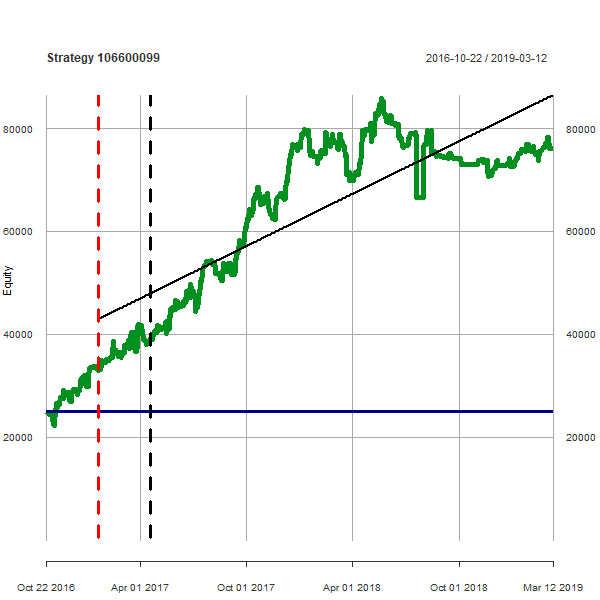 Strategy 106600099
2016-10-22 / 2019-03-12
80000 80000
60000 60000
Equity
40000 40000
20000 20000
Oct 22 2016 Apr 01 2017 Oct 01 2017 Apr 01 2018 Oct 01 2018 Mar 12 2019